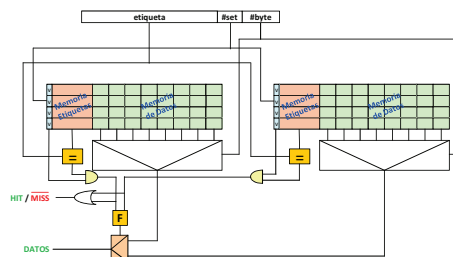 etiqueta #set #byte
v v
v Memoria Etiquetas Memoria de Datos v Memoria Etiquetas Memoria de Datos
v v
v v
= =
HIT / MISS
F
DATOS